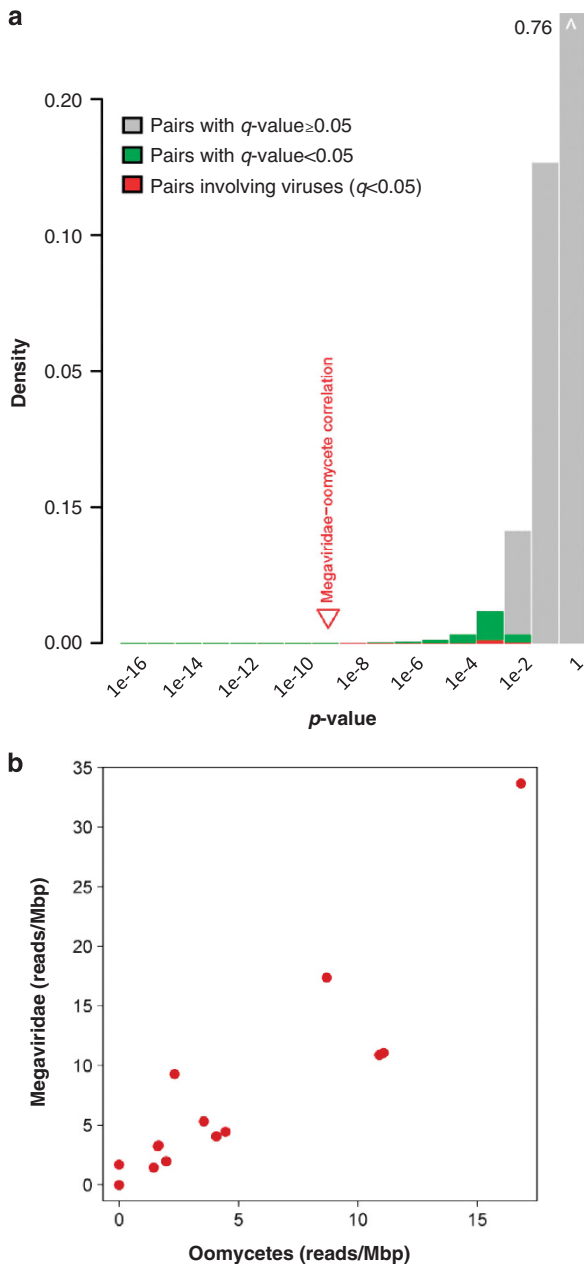 a
0.76
^
0.20
Pairs with q-value≥0.05
Pairs with q-value<0.05
Pairs involving viruses (q<0.05)
0.10
Density
0.05
Megaviridae–oomycete correlation
0.15
0.00
1e-16
1e-14
1e-12
1e-10
1e-8
1e-6
1e-4
1e-2
1
p-value
b
35
30
25
20
15
10
5
0
Megaviridae (reads/Mbp)
0
5
10
15
Oomycetes (reads/Mbp)